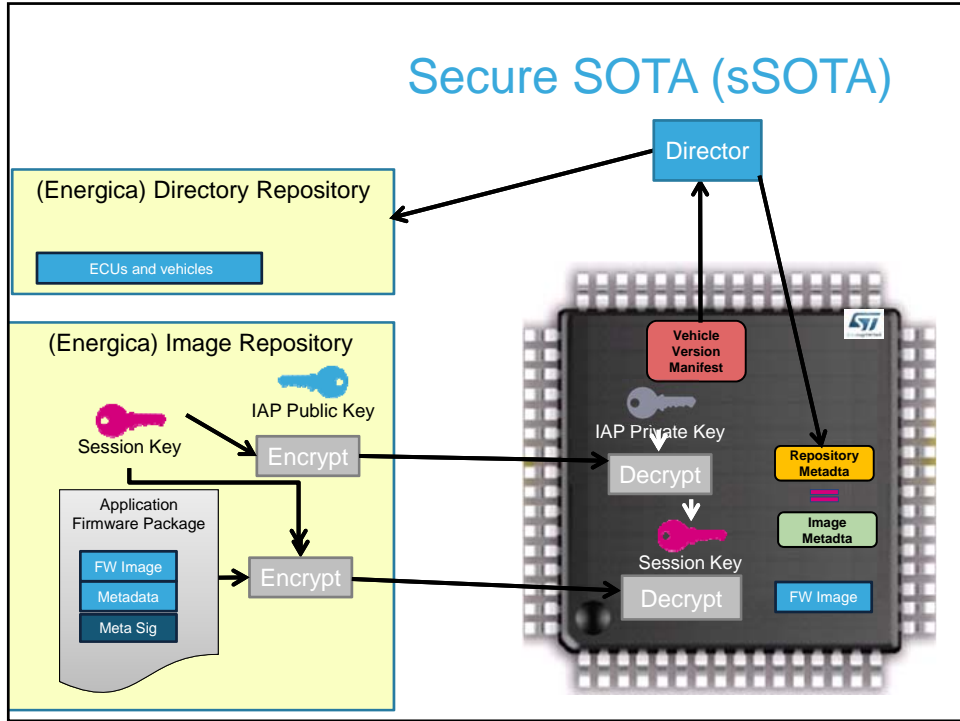 Secure SOTA (sSOTA)
Director
(Energica) Directory Repository
ECUs and vehicles
(Energica) Image Repository
IAP Public Key
Session Key
Encrypt
Application
Firmware Package
FW Image
Metadata
Meta Sig
Encrypt
Vehicle
Version
Manifest
IAP Private Key
Decrypt
Session Key
Decrypt
Repository
Metadta
Image
Metadta
FW Image
ST